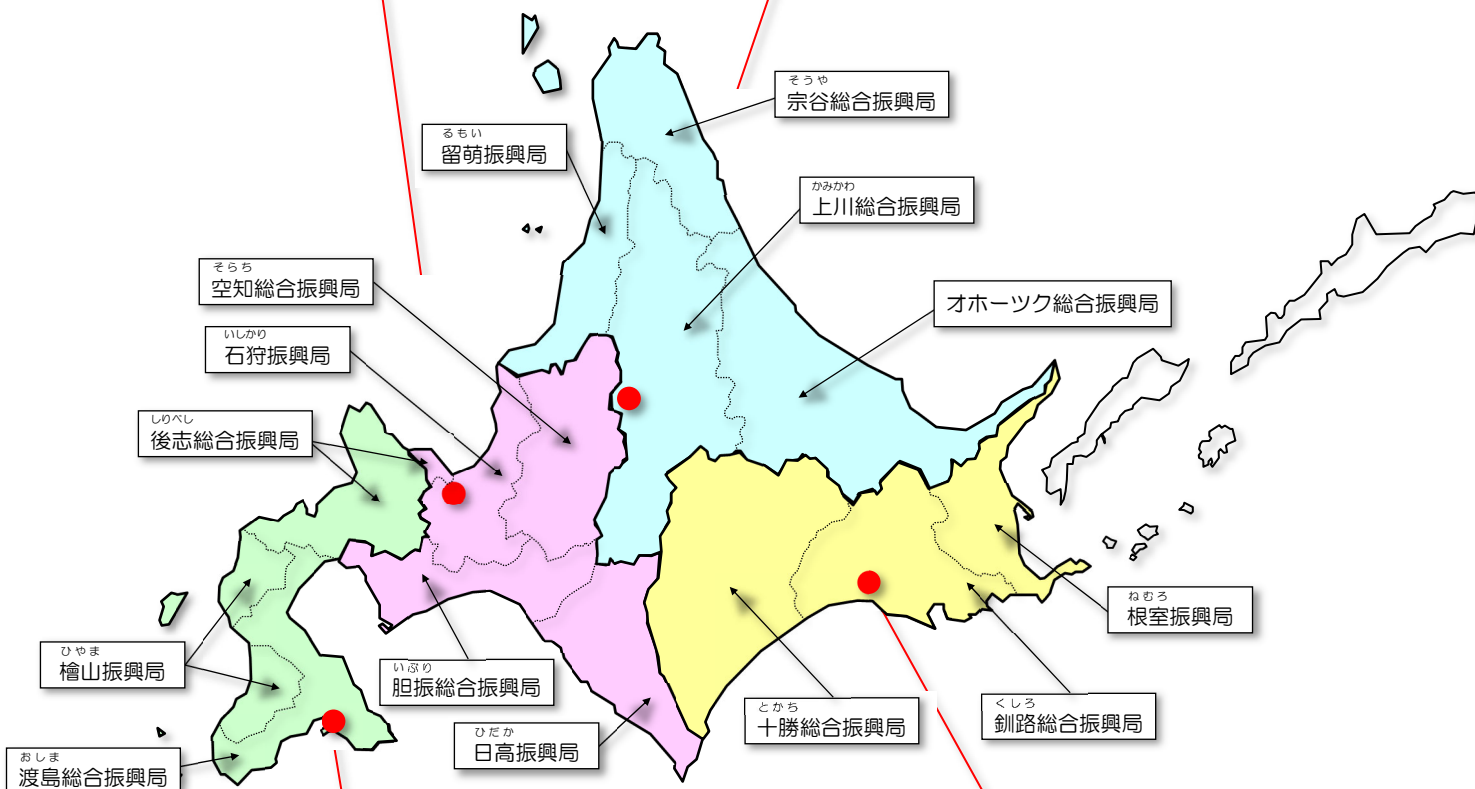 そうや
宗谷総合振興局
るもい
留萌振興局
かみかわ
上川総合振興局
そらち
空知総合振興局
オホーツク総合振興局
いしかり
石狩振興局
しりべし
後志総合振興局
ねむろ
根室振興局
ひやま
檜山振興局
いぶり
胆振総合振興局
くしろ
釧路総合振興局
とかち
十勝総合振興局
ひだか
日高振興局
おしま
渡島総合振興局